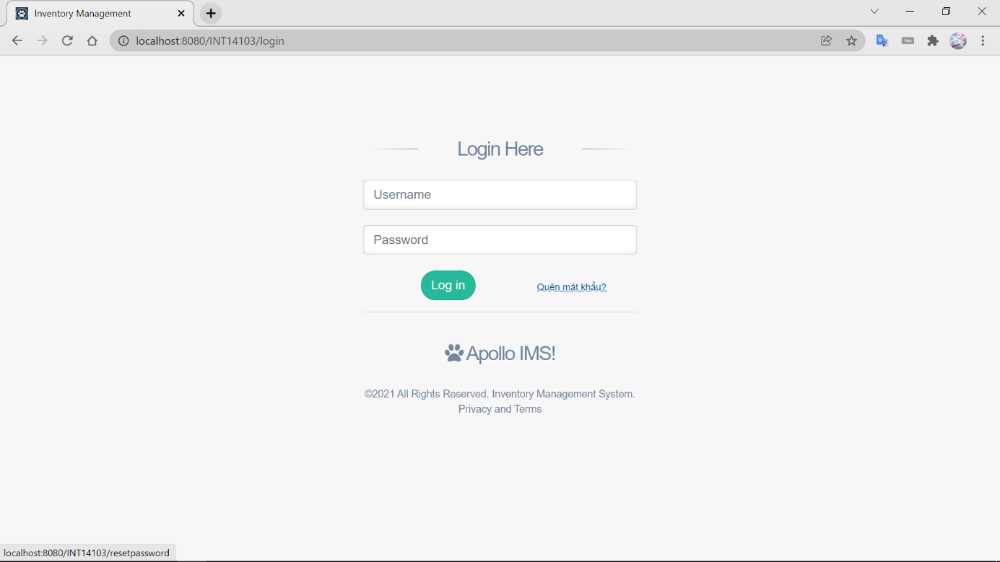 Inventory Management
localhost:8080/INT14103/login
Login Here
Username
Password
Log in
Quên mật khẩu?
Apollo IMS!
©2021 All Rights Reserved. Inventory Management System.
Privacy and Terms
localhost:8080/INT14103/resetpassword